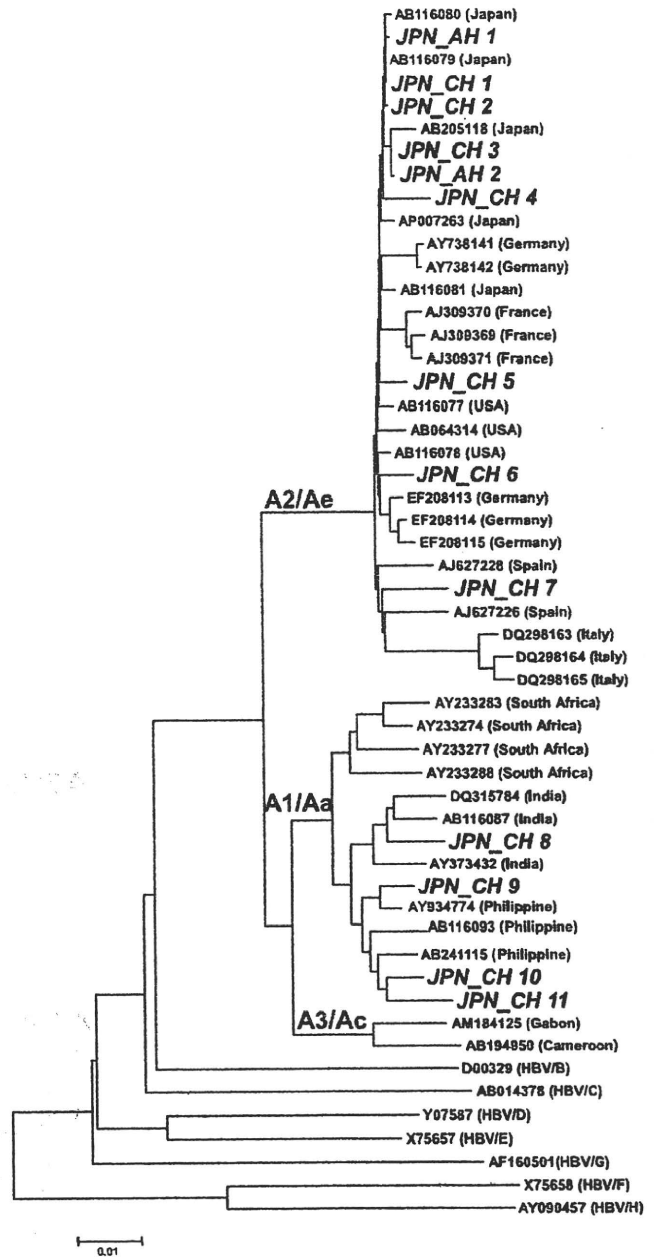 AB116080 (Japan)
JPN_AH 1
AB116079 (Japan)
JPN_CH 1
JPN_CH 2
AB205118 (Japan)
JPN_CH 3
JPN_AH 2
JPN_CH 4
AP007263 (Japan)
AY738141 (Germany)
AY738142 (Germany)
AB116081 (Japan)
AJ309370 (France)
AJ309369 (France)
AJ309371 (France)
JPN_CH 5
AB116077 (USA)
AB064314 (USA)
AB116078 (USA)
JPN_CH 6
A2/Ae
EF208113 (Germany)
EF208114 (Germany)
EF208115 (Germany)
AJ627228 (Spain)
JPN_CH 7
AJ627226 (Spain)
DQ298163 (Italy)
DQ298164 (Italy)
DQ298165 (Italy)
AY233283 (South Africa)
AY233274 (South Africa)
AY233277 (South Africa)
AY233288 (South Africa)
A1/Aa
DQ315784 (India)
AB116087 (India)
JPN_CH 8
AY373432 (India)
JPN_CH 9
AY934774 (Philippine)
AB116093 (Philippine)
AB241115 (Philippine)
JPN_CH 10
JPN_CH 11
A3/Ac
AM184125 (Gabon)
AB194950 (Cameroon)
D00329 (HBV/B)
AB014378 (HBV/C)
Y07587 (HBV/D)
X75657 (HBV/E)
AF160501(HBV/G)
X75658 (HBV/F)
AY090457 (HBV/H)
0.01